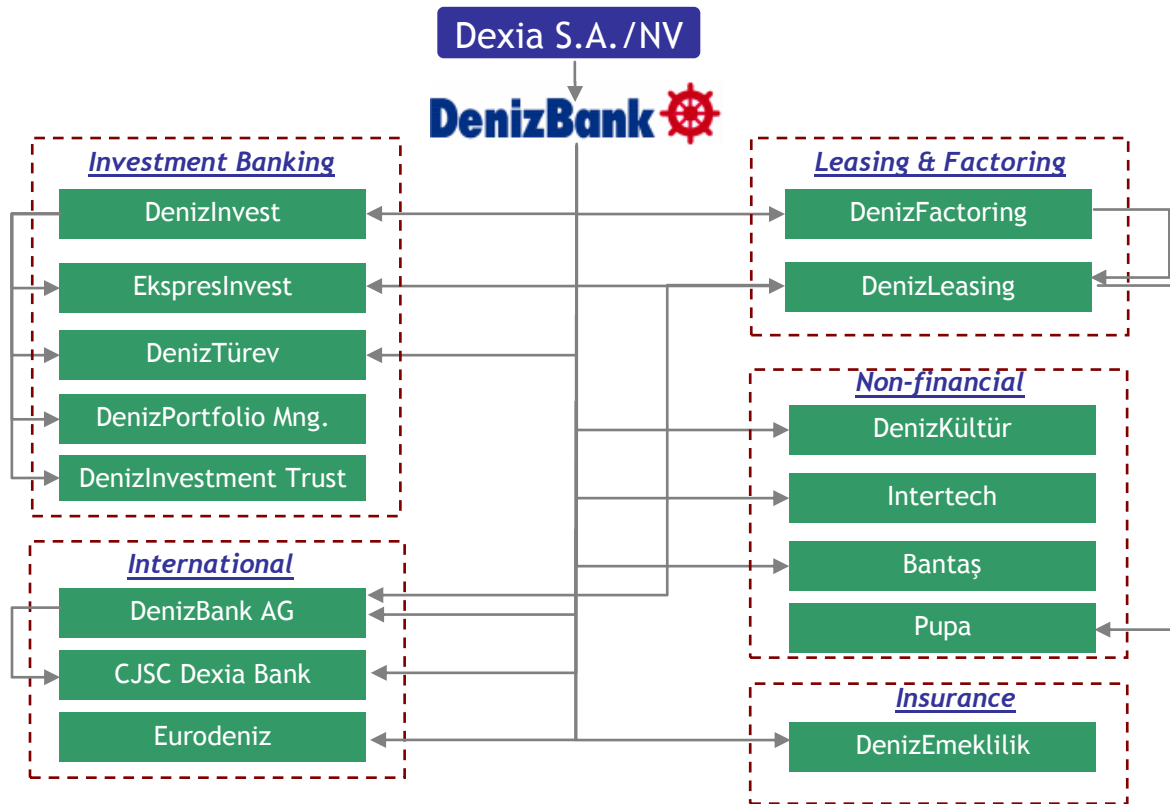 Dexia S.A./NV
DenizBank
Investment Banking
DenizInvest
EkspresInvest
DenizTürev
DenizPortfolio Mng.
DenizInvestment Trust
International
DenizBank AG
CJSC Dexia Bank
Eurodeniz
Leasing & Factoring
DenizFactoring
DenizLeasing
Non-financial
DenizKültür
Intertech
Bantaş
Pupa
Insurance
DenizEmeklilik